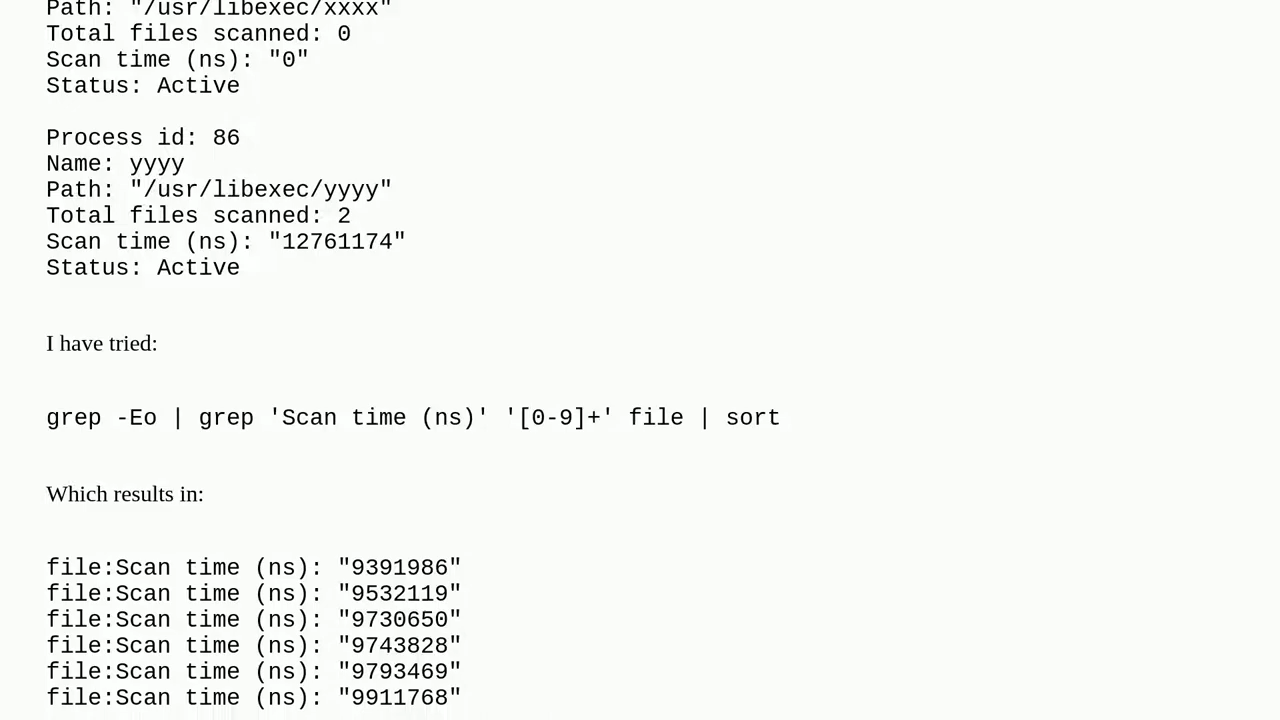 Path: "/usr/libexec/xxxx"
Total files scanned: 0
Scan time (ns): "0"
Status: Active
Process id: 86
Name: yyyy
Path: "/usr/libexec/yyyy"
Total files scanned: 2
Scan time (ns): "12761174"
Status: Active
I have tried:
grep -Eo | grep 'Scan time (ns)' '[0-9]+' file | sort
Which results in:
file:Scan time (ns): "9391986"
file:Scan time (ns): "9532119"
file:Scan time (ns): "9730650"
file:Scan time (ns): "9743828"
file:Scan time (ns): "9793469"
file:Scan time (ns): "9911768"